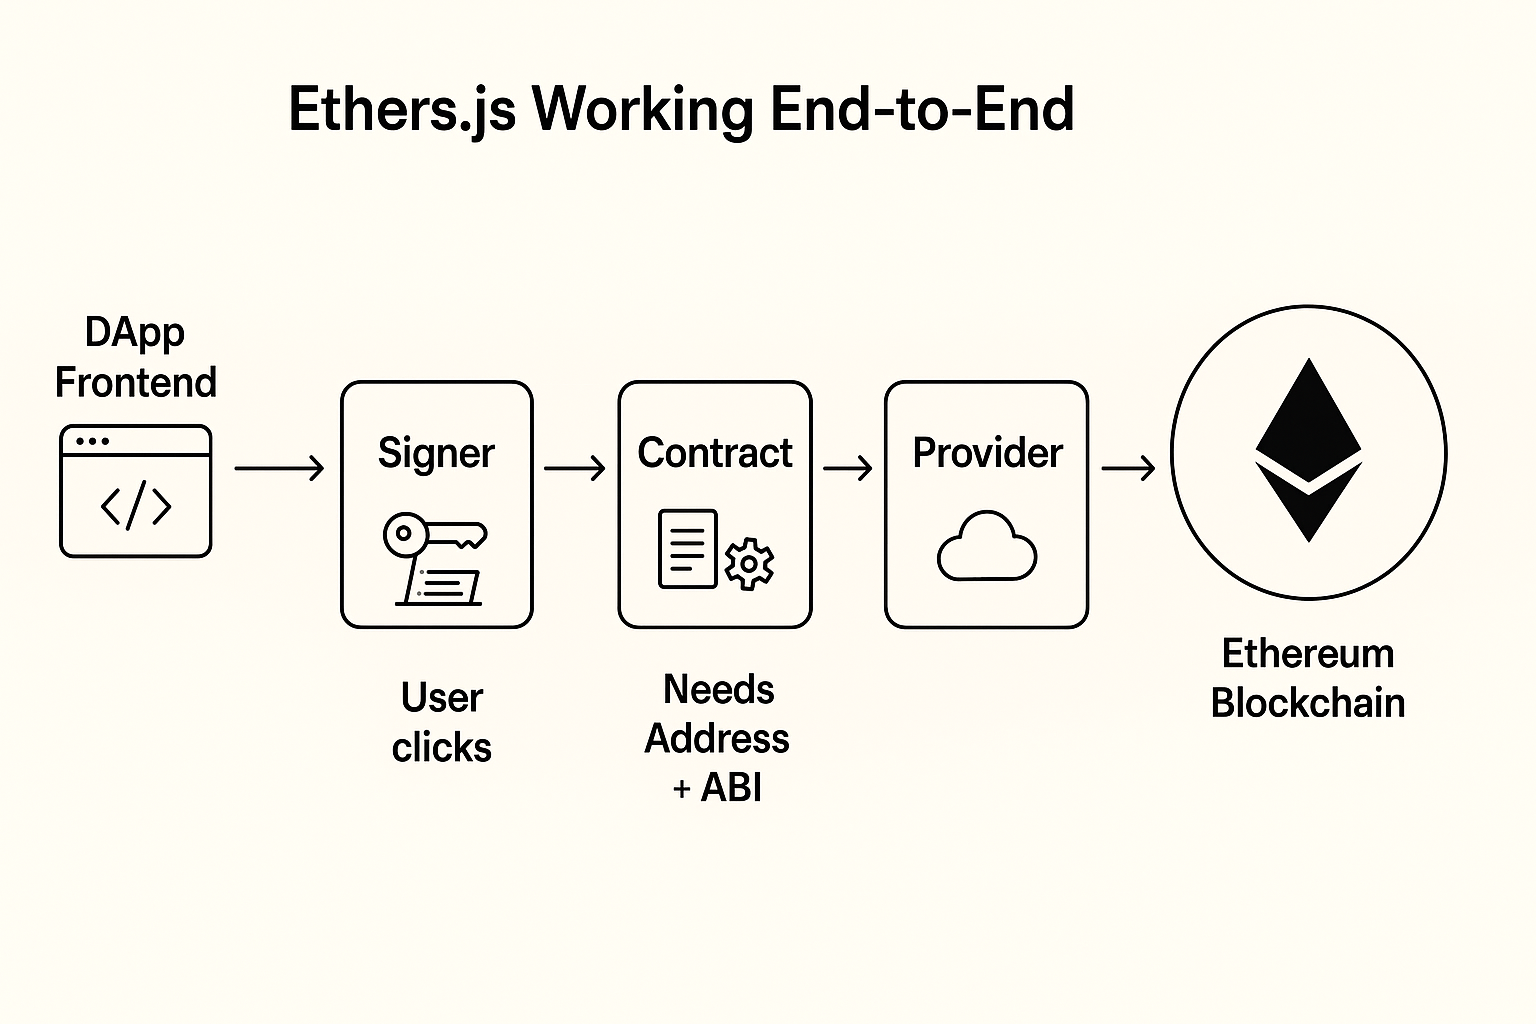 Ethers.js Working End-to-End
DApp
Frontend
</>
Signer
User
clicks
Contract
Needs
Address
+ ABI
Provider
Ethereum
Blockchain